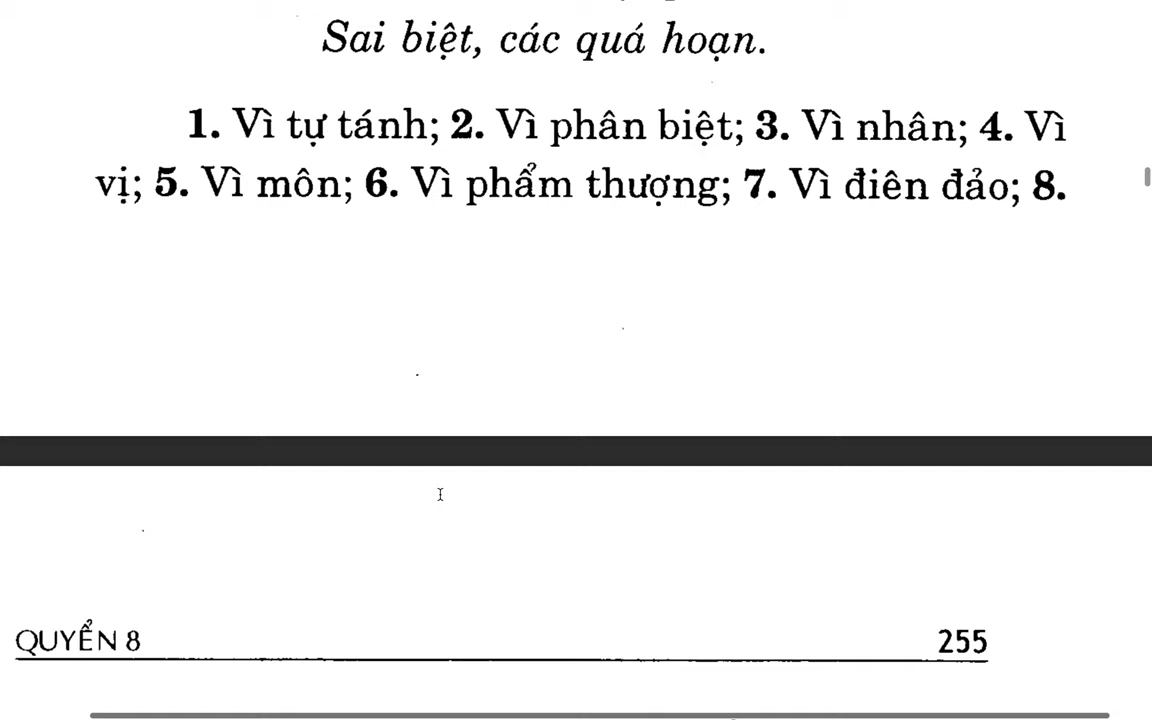 Sai biệt, các quá hoạn.
1. Vì tự tánh; 2. Vì phân biệt; 3. Vì nhân; 4. Vì
vị; 5. Vì môn; 6. Vì phẩm thượng; 7. Vì điên đảo; 8.
QUYỂN 8 255